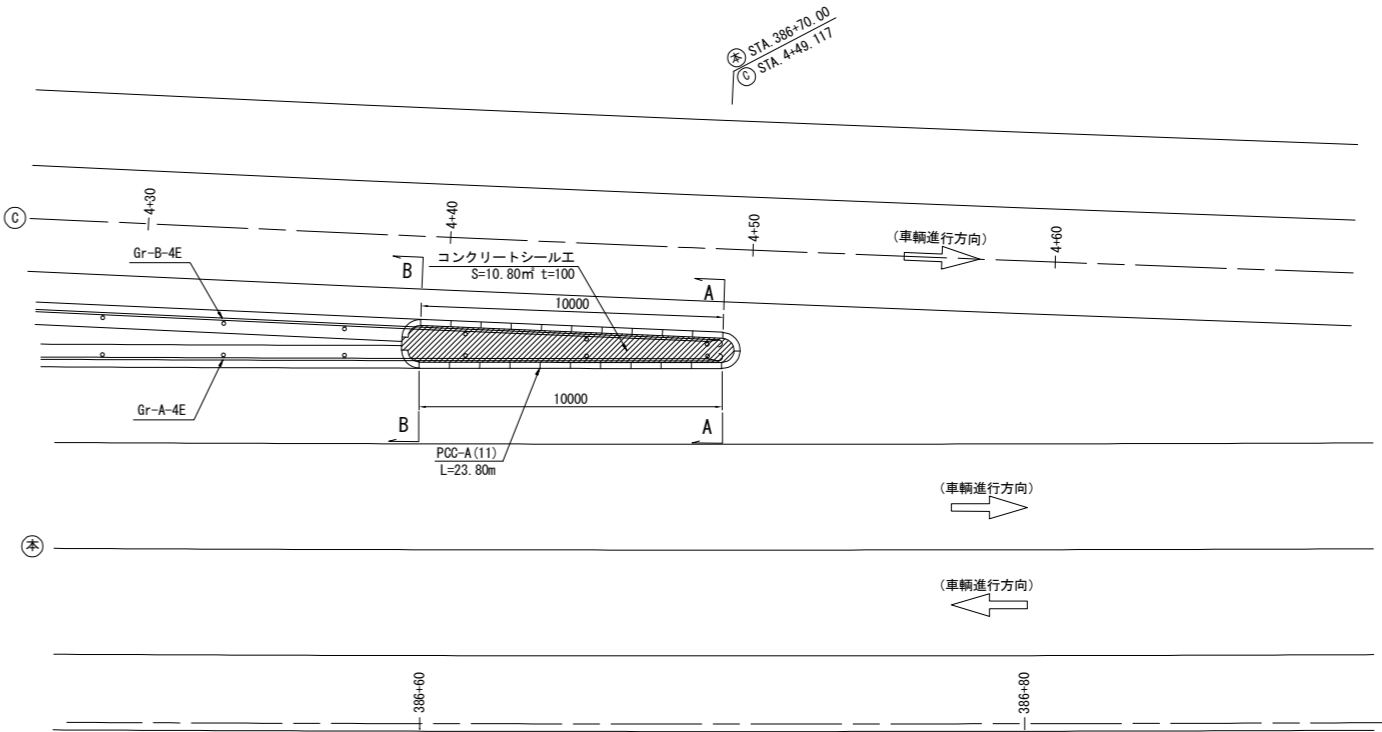 本 STA. 386+70.00
C STA. 4+49.117
C
4+30
4+40
4+50
4+60
(車輌進行方向)
Gr-B-4E
コンクリートシール工
S=10.80㎡ t=100
B
A
10000
10000
Gr-A-4E
B
A
PCC-A(11)
L=23.80m
(車輌進行方向)
本
(車輌進行方向)
386+60
386+80